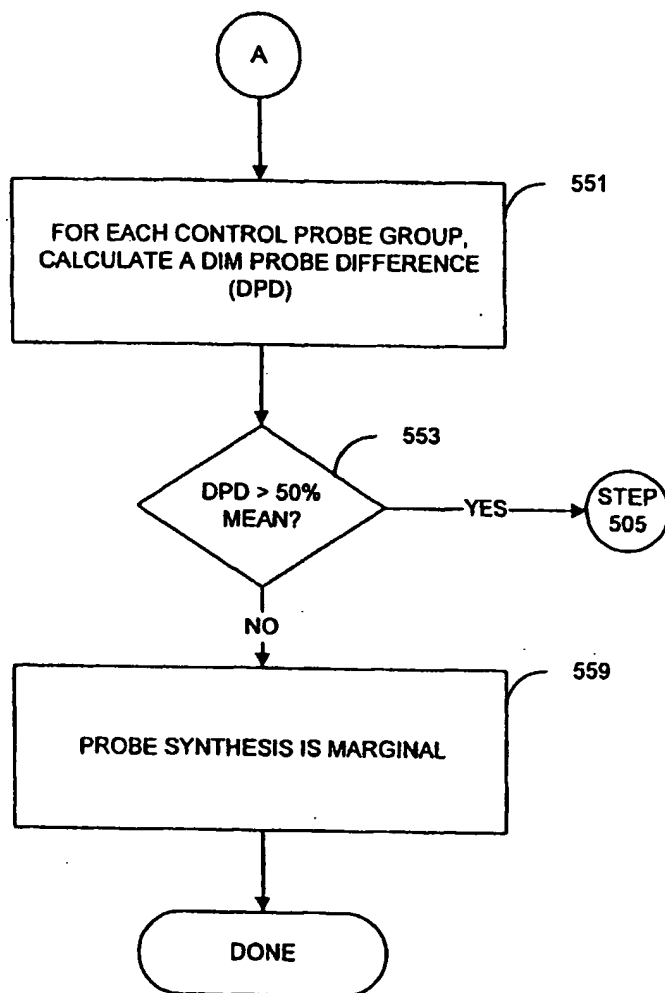 A
551
FOR EACH CONTROL PROBE GROUP,
CALCULATE A DIM PROBE DIFFERENCE
(DPD)
553
DPD > 50%
MEAN?
YES
STEP
505
NO
559
PROBE SYNTHESIS IS MARGINAL
DONE